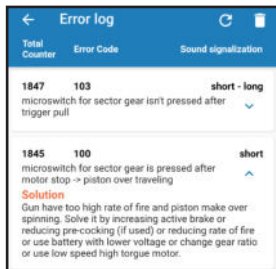 Error log
Total Counter Error Code Sound signalization
1847 103 short - long
microswitch for sector gear isn't pressed after
trigger pull
1845 100 short
microswitch for sector gear is pressed after
motor stop -> piston over traveling
Solution
Gun have too high rate of fire and piston make over
spinning. Solve it by increasing active brake or
reducing pre-cocking (if used) or reducing rate of fire
or use battery with lower voltage or change gear ratio
or use low speed high torque motor.